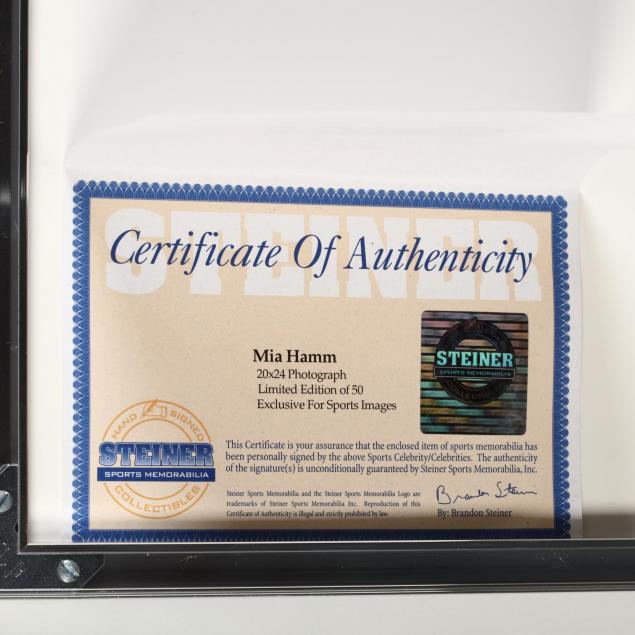 STEINER
Certificate Of Authenticity
Mia Hamm
20x24 Photograph
Limited Edition of 50
Exclusive For Sports Images
STEINER
SPORTS MEMORABILIA
HAND SIGNED
STEINER
SPORTS MEMORABILIA
COLLECTIBLES
This Certificate is your assurance that the enclosed item of sports memorabilia has
been personally signed by the above Sports Celebrity/Celebrities. The authenticity
of the signature(s) is unconditionally guaranteed by Steiner Sports Memorabilia, Inc.
Steiner Sports Memorabilia and the Steiner Sports Memorabilia Logo are
trademarks of Steiner Sports Memorabilia Inc. Reproduction of this
Certificate of Authenticity is illegal and strictly prohibited by law.
Brandon Steiner
By: Brandon Steiner